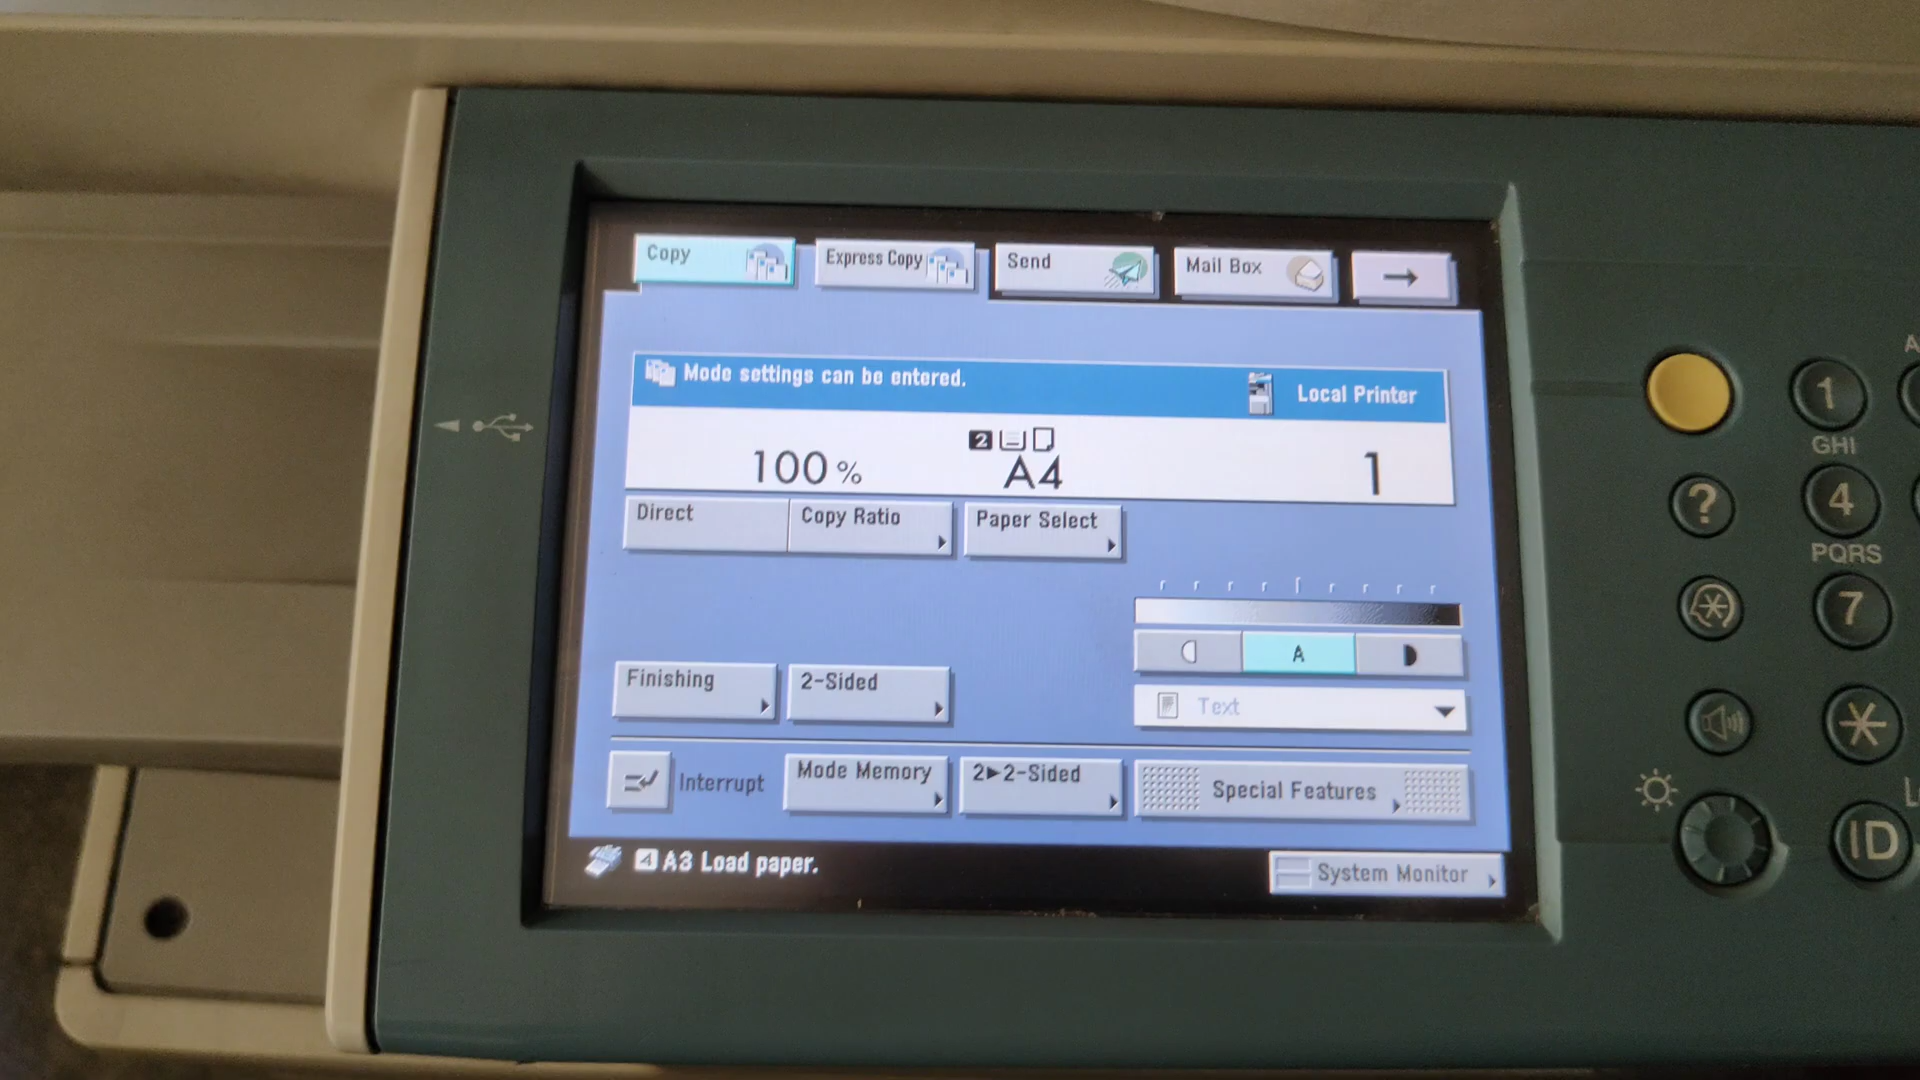 Copy
Express Copy
Send
Mail Box
Mode settings can be entered.
Local Printer
100 %
2
A4
1
Direct
Copy Ratio
Paper Select
A
Text
Finishing
2-Sided
Interrupt
Mode Memory
2►2-Sided
Special Features
4 A3 Load paper.
System Monitor
1
GHI
?
4
PQRS
7
ID